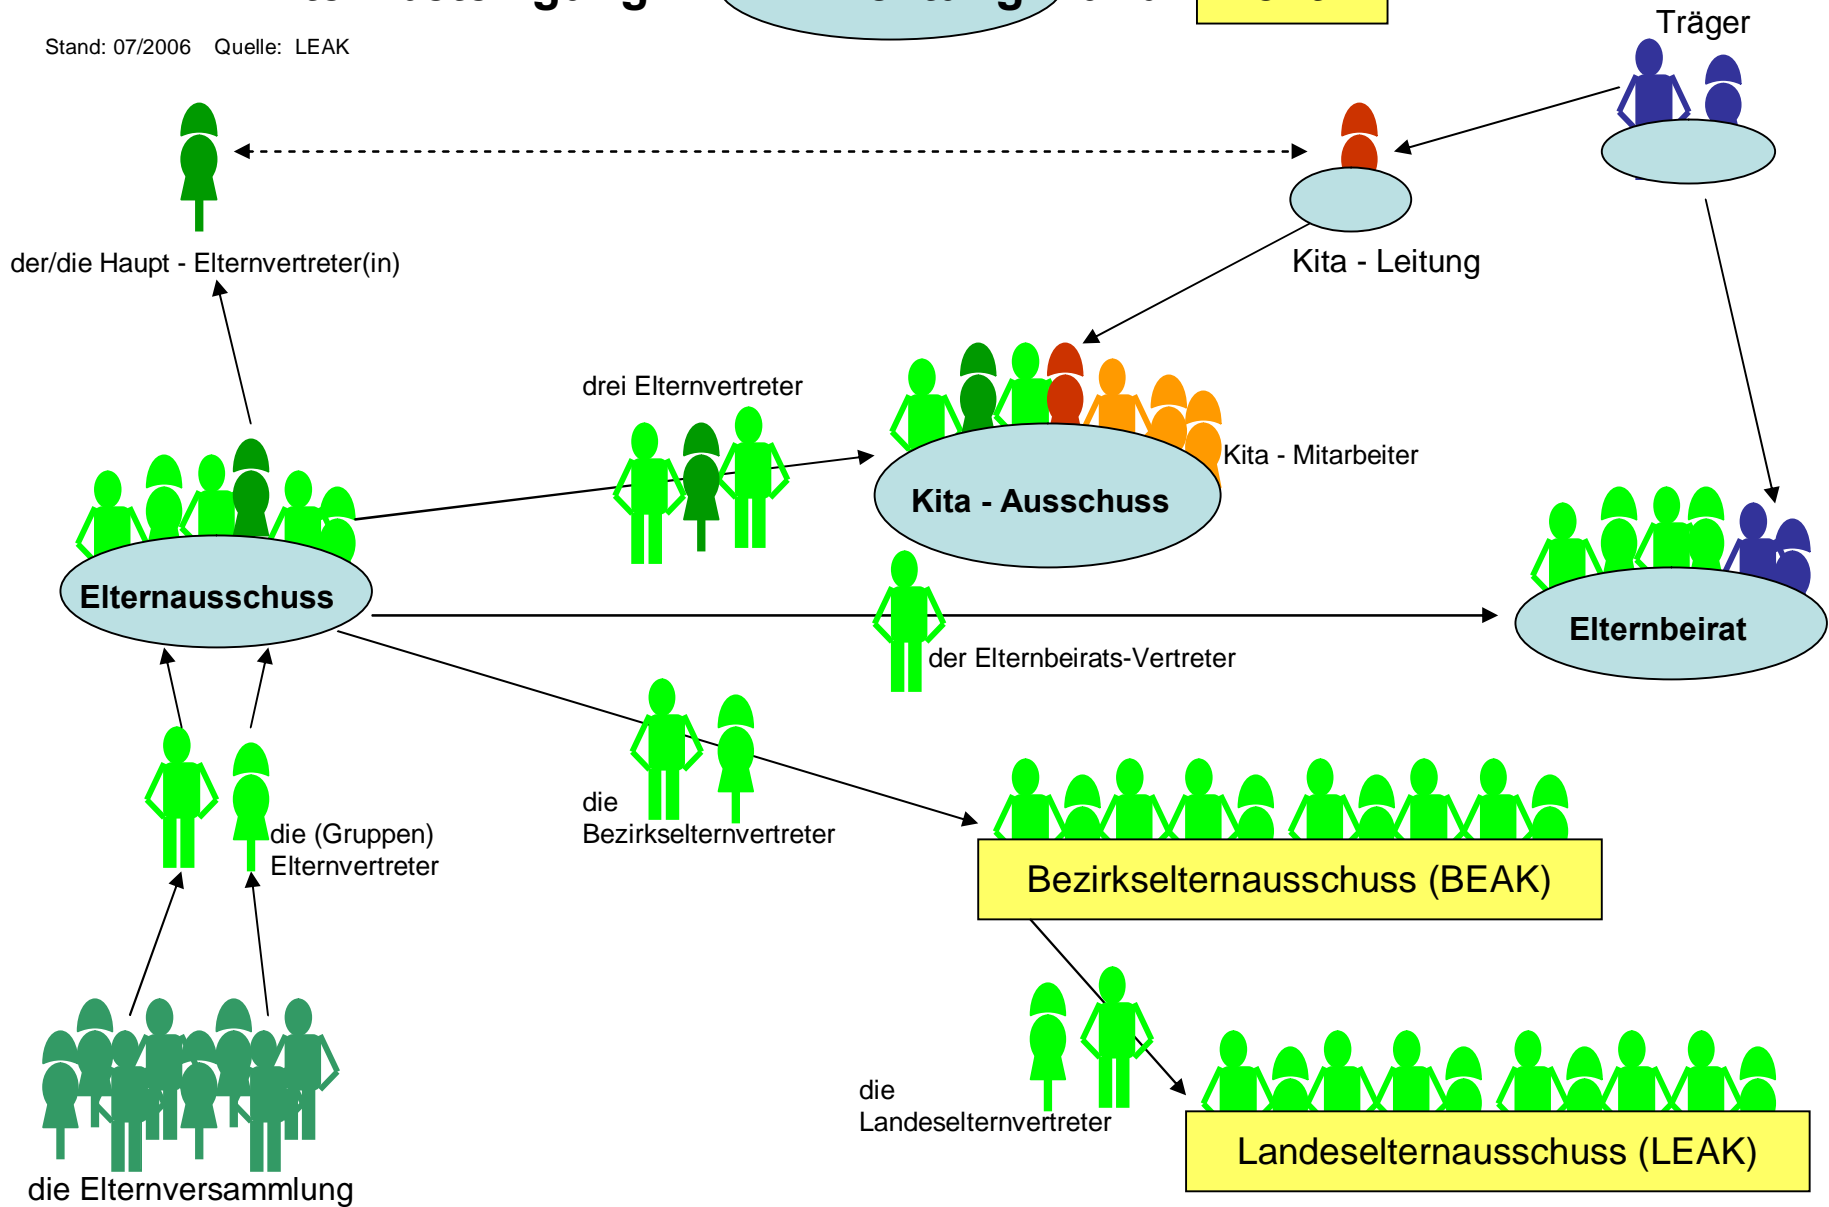 Träger
Stand: 07/2006 Quelle: LEAK
der/die Haupt - Elternvertreter(in)
Kita - Leitung
drei Elternvertreter
Kita - Mitarbeiter
Kita - Ausschuss
Elternausschuss
Elternbeirat
der Elternbeirats-Vertreter
die
Bezirkselternvertreter
die (Gruppen)
Elternvertreter
Bezirkselternausschuss (BEAK)
die
Landeselternvertreter
Landeselternausschuss (LEAK)
die Elternversammlung